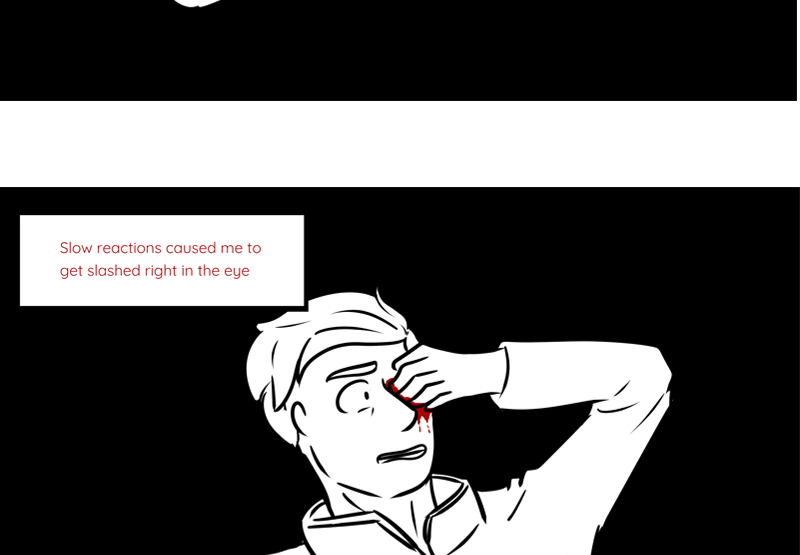 Slow reactions caused me to
get slashed right in the eye